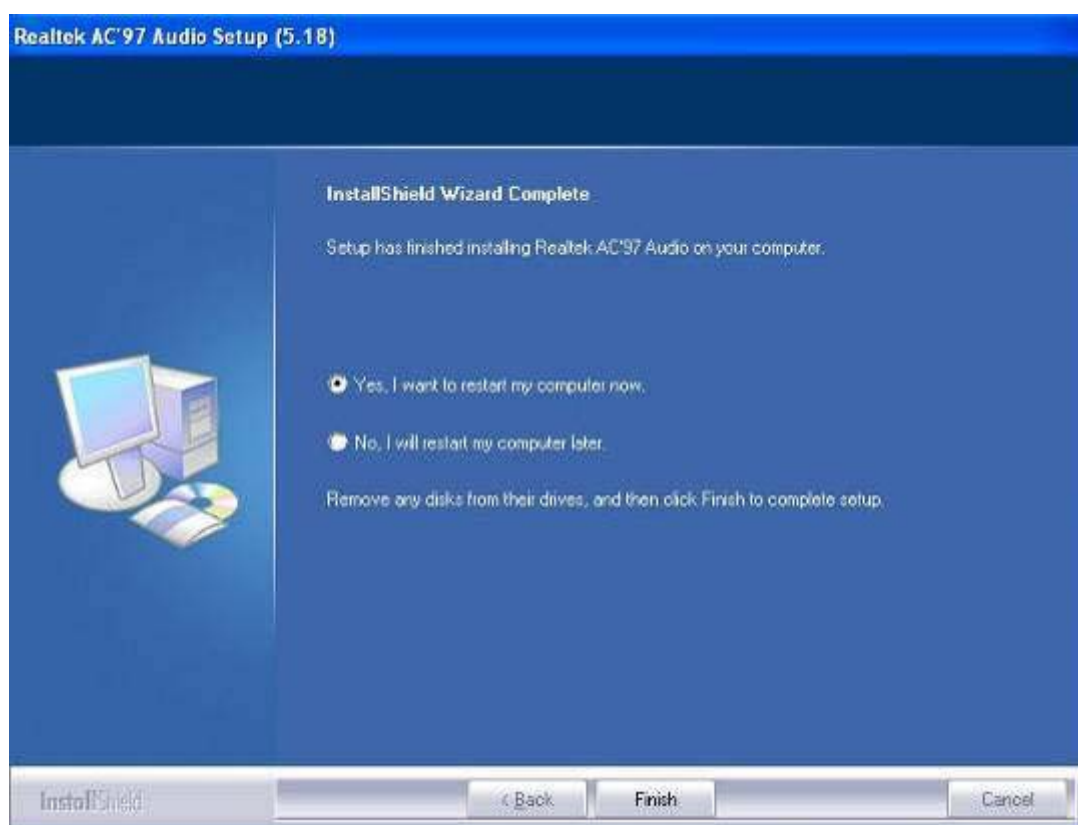 Realtek AC'97 Audio Setup (5.18)
InstallShield Wizard Complete
Setup has finished installing Realtek AC'97 Audio on your computer.
Yes, I want to restart my computer now.
No, I will restart my computer later.
Remove any disks from their drives, and then click Finish to complete setup.
InstallShield
< Back
Finish
Cancel